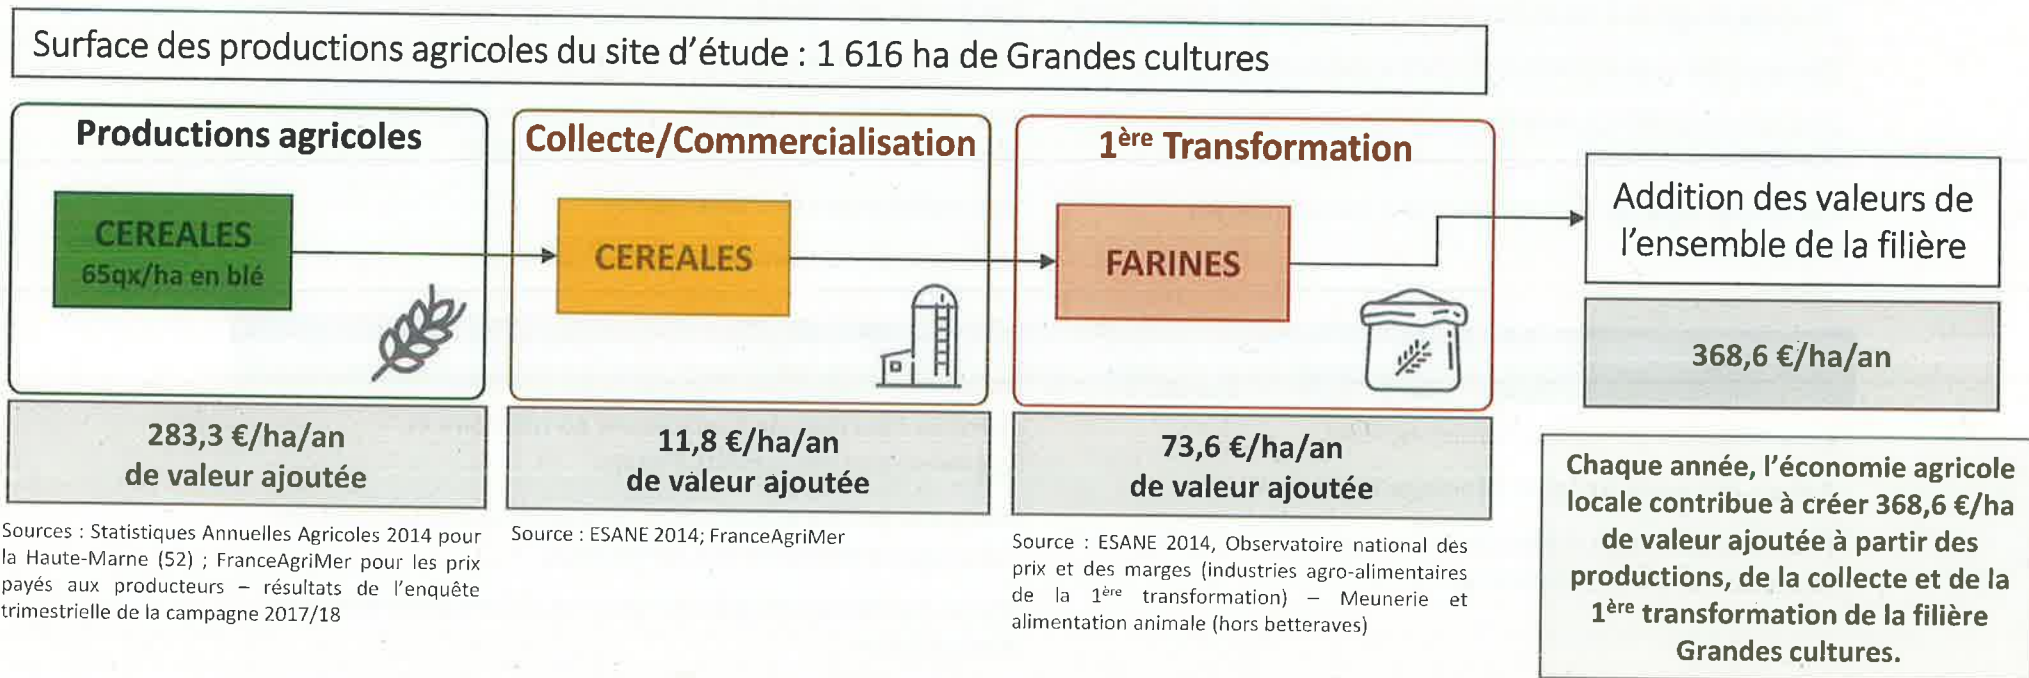 Surface des productions agricoles du site d'étude : 1 616 ha de Grandes cultures
Productions agricoles
CEREALES
65qx/ha en blé
283,3 €/ha/an
de valeur ajoutée
Sources : Statistiques Annuelles Agricoles 2014 pour
la Haute-Marne (52) ; FranceAgriMer pour les prix
payés aux producteurs – résultats de l'enquête
trimestrielle de la campagne 2017/18
Collecte/Commercialisation
CEREALES
11,8 €/ha/an
de valeur ajoutée
Source : ESANE 2014; FranceAgriMer
1ère Transformation
FARINES
73,6 €/ha/an
de valeur ajoutée
Source : ESANE 2014, Observatoire national des
prix et des marges (industries agro-alimentaires
de la 1ère transformation) – Meunerie et
alimentation animale (hors betteraves)
Addition des valeurs de
l'ensemble de la filière
368,6 €/ha/an
Chaque année, l'économie agricole
locale contribue à créer 368,6 €/ha
de valeur ajoutée à partir des
productions, de la collecte et de la
1ère transformation de la filière
Grandes cultures.